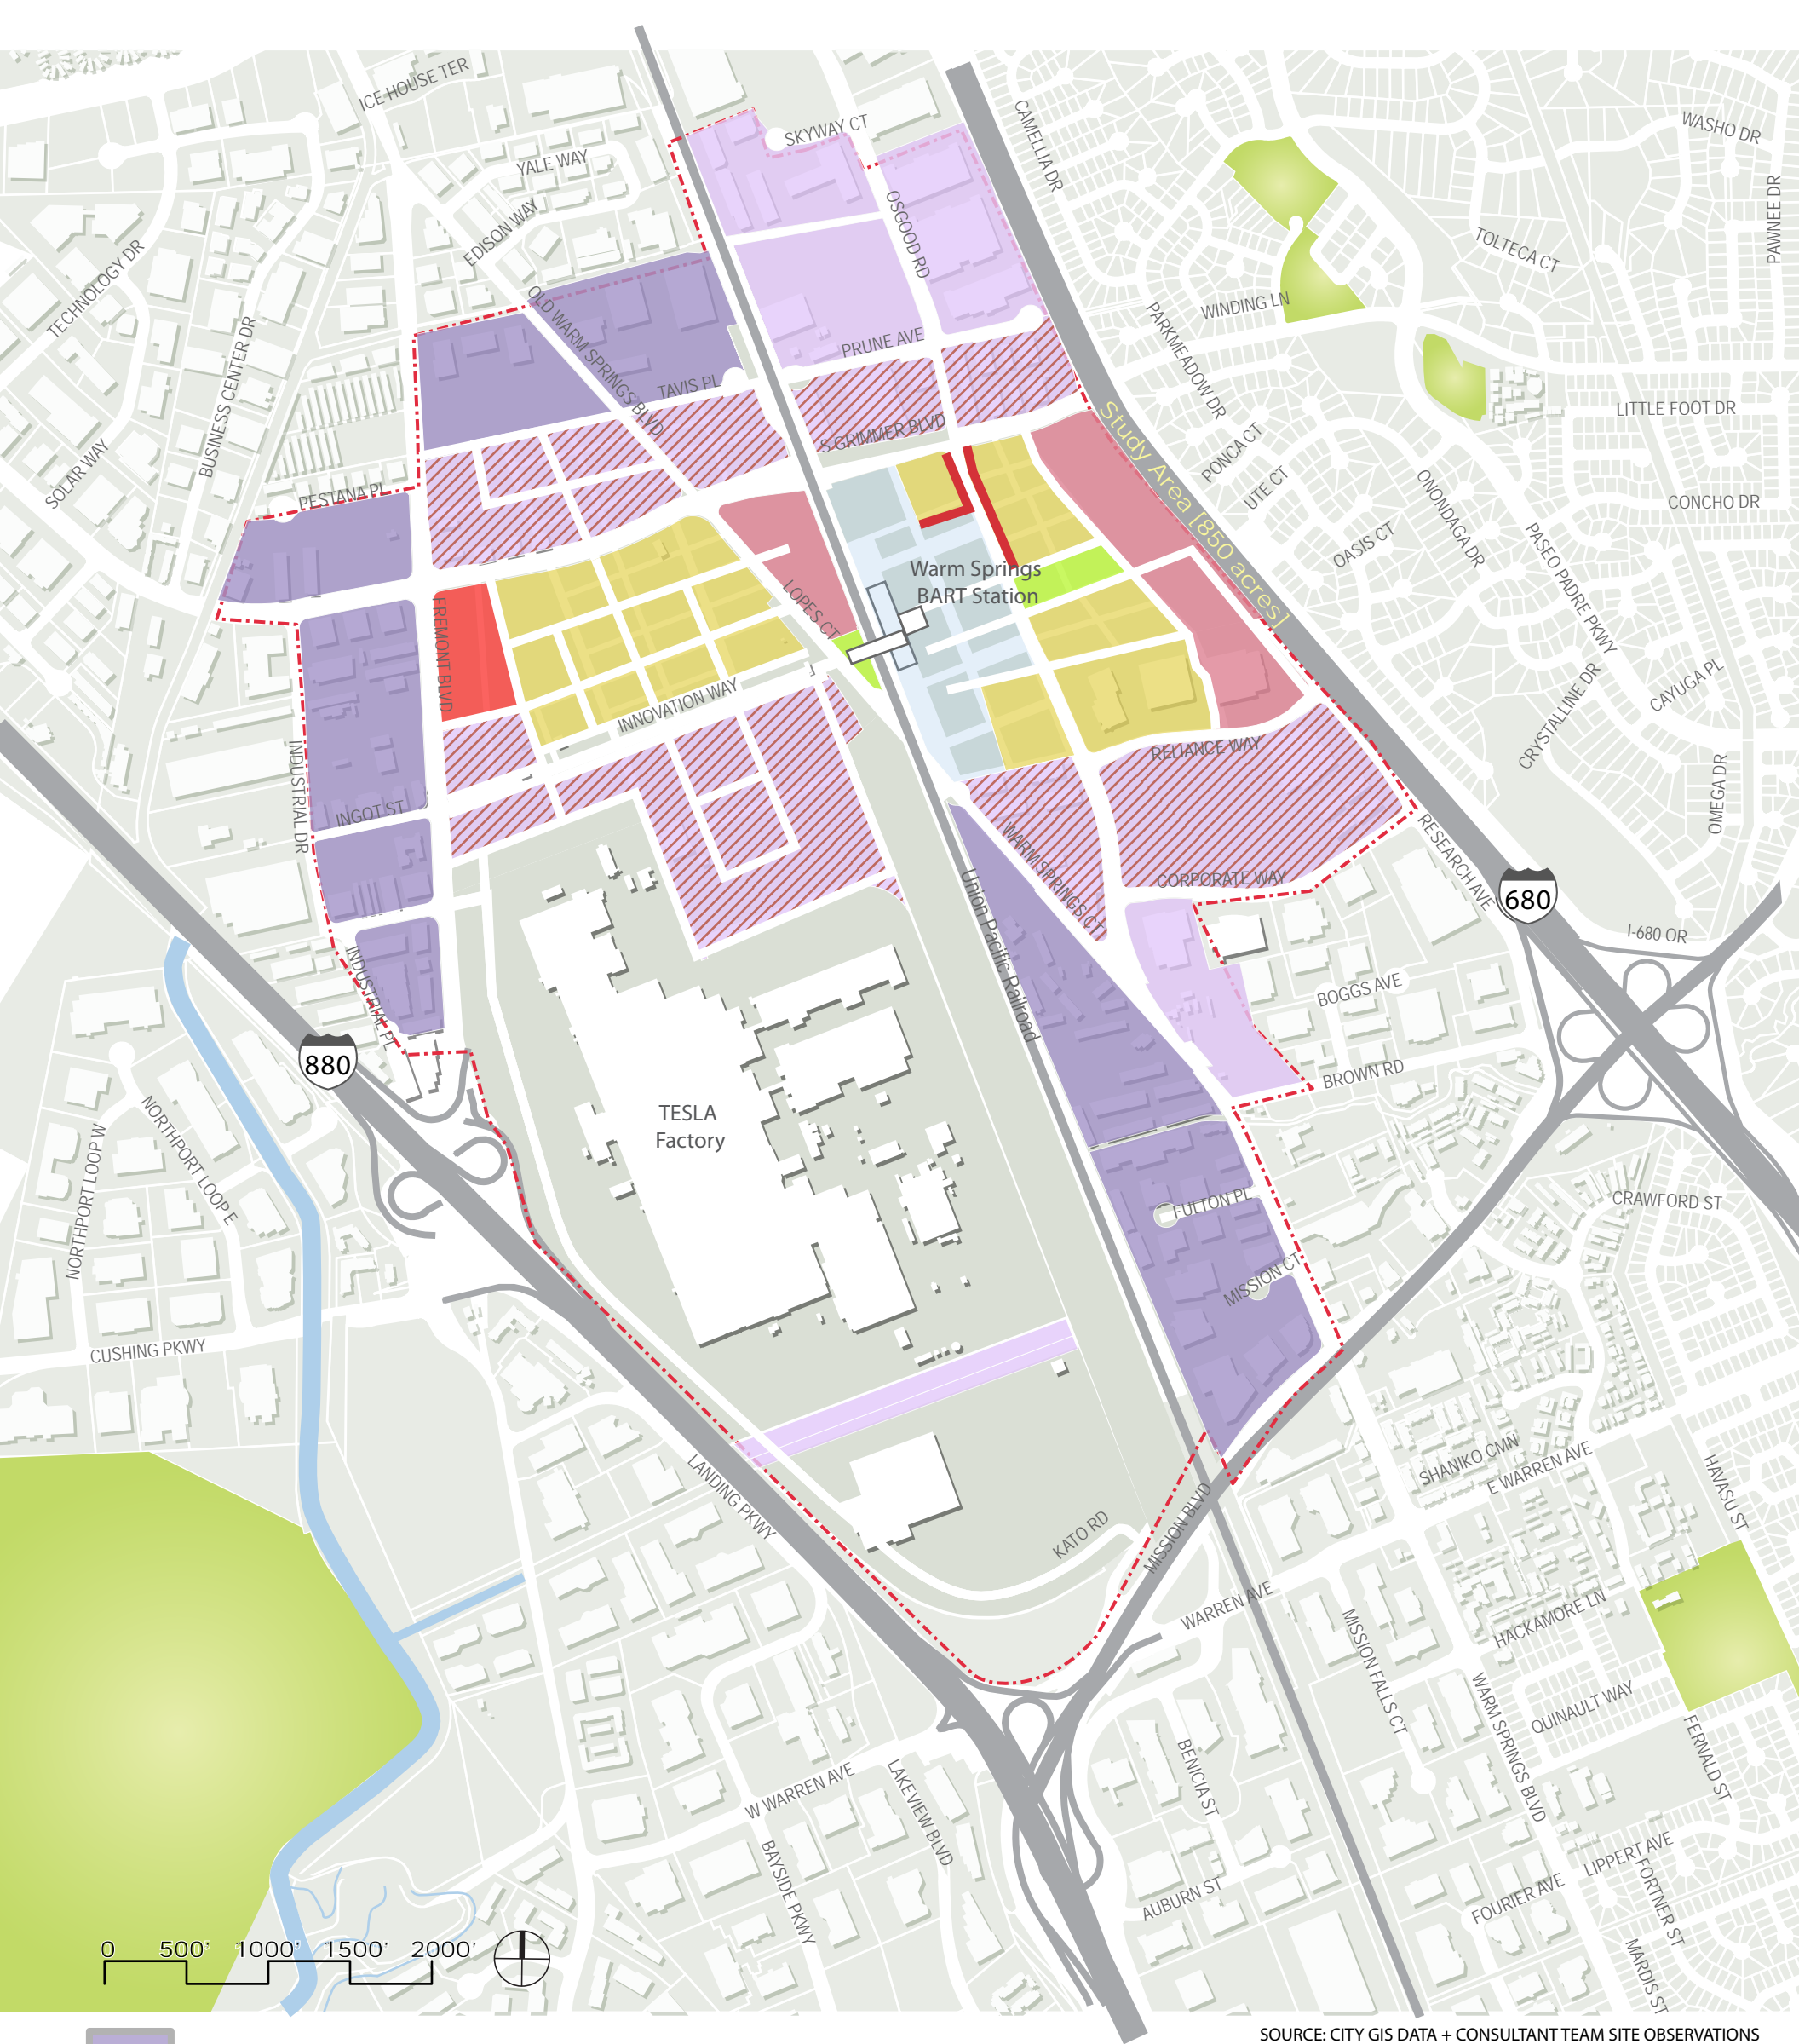 ICE HOUSE TER
SKYWAY CT
CAMELLIA DR
WASHO DR
YALE WAY
PAWNEE DR
EDISON WAY
OSGOOD RD
TOLTECA CT
TECHNOLOGY DR
OLD WARM SPRINGS BLVD
WINDING LN
PARKMEADOW DR
BUSINESS CENTER DR
PRUNE AVE
TAVIS PL
LITTLE FOOT DR
S GRIMMER BLVD
Study Area [850 acres]
PONCA CT
SOLAR WAY
UTE CT
ONONDAGA DR
CONCHO DR
PESTANA PL
OASIS CT
PASEO PADRE PKWY
Warm Springs
BART Station
LOPES CT
FREMONT BLVD
CAYUGA PL
CRYSTALLINE DR
INNOVATION WAY
RELIANCE WAY
INDUSTRIAL DR
OMEGA DR
INGOT ST
WARM SPRINGS CT
RESEARCH AVE
CORPORATE WAY
680
Union Pacific Railroad
I-680 OR
INDUSTRIAL PL
BOGGS AVE
880
BROWN RD
TESLA
Factory
NORTHPORT LOOP W
NORTHPORT LOOP E
FULTON PL
CRAWFORD ST
MISSION CT
CUSHING PKWY
SHANIKO CMN
E WARREN AVE
HAVASU ST
LANDING PKWY
KATO RD
MISSION BLVD
WARREN AVE
HACKAMORE LN
MISSION FALLS CT
WARM SPRINGS BLVD
QUINAULT WAY
FERNALD ST
W WARREN AVE
LAKEVIEW BLVD
BENICIA ST
BAYSIDE PKWY
LIPPERT AVE
AUBURN ST
FOURIER AVE
FORTNER ST
MARDIS ST
0 500' 1000' 1500' 2000'
SOURCE: CITY GIS DATA + CONSULTANT TEAM SITE OBSERVATIONS